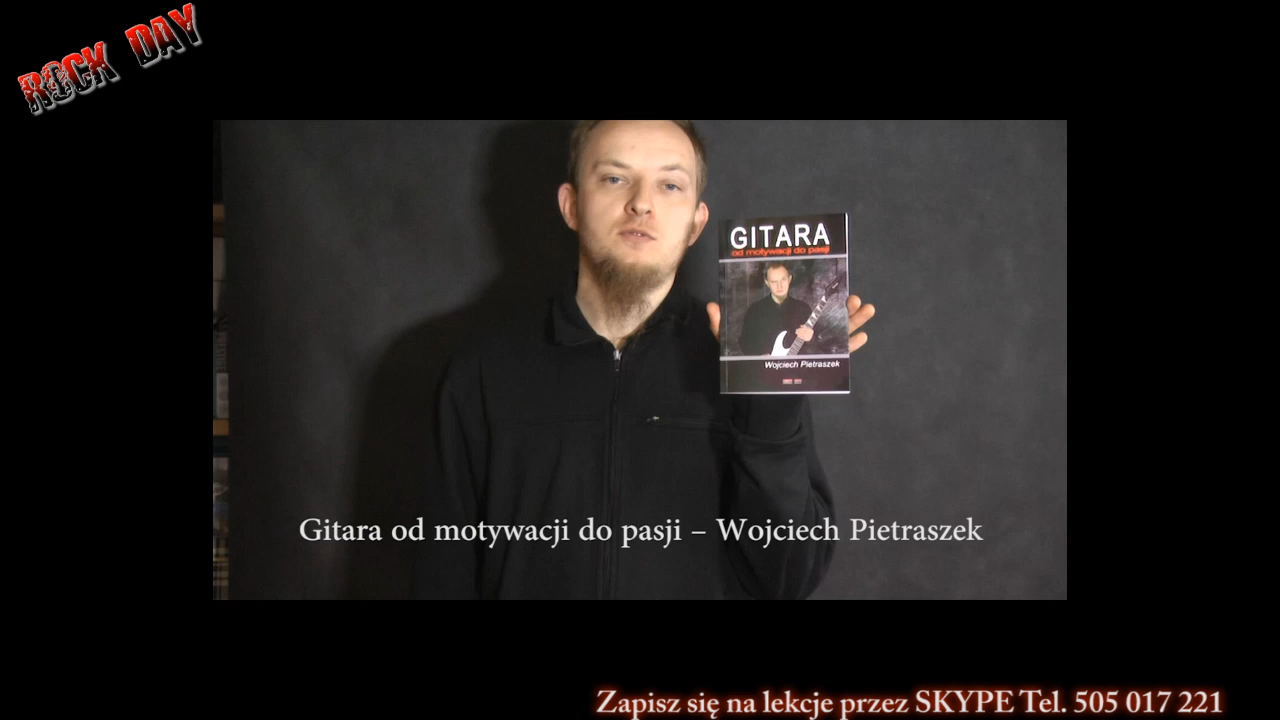 ROCK DAY
GITARA
od motywacji do pasji
Wojciech Pietraszek
Gitara od motywacji do pasji – Wojciech Pietraszek
Zapisz się na lekcje przez SKYPE Tel. 505 017 221